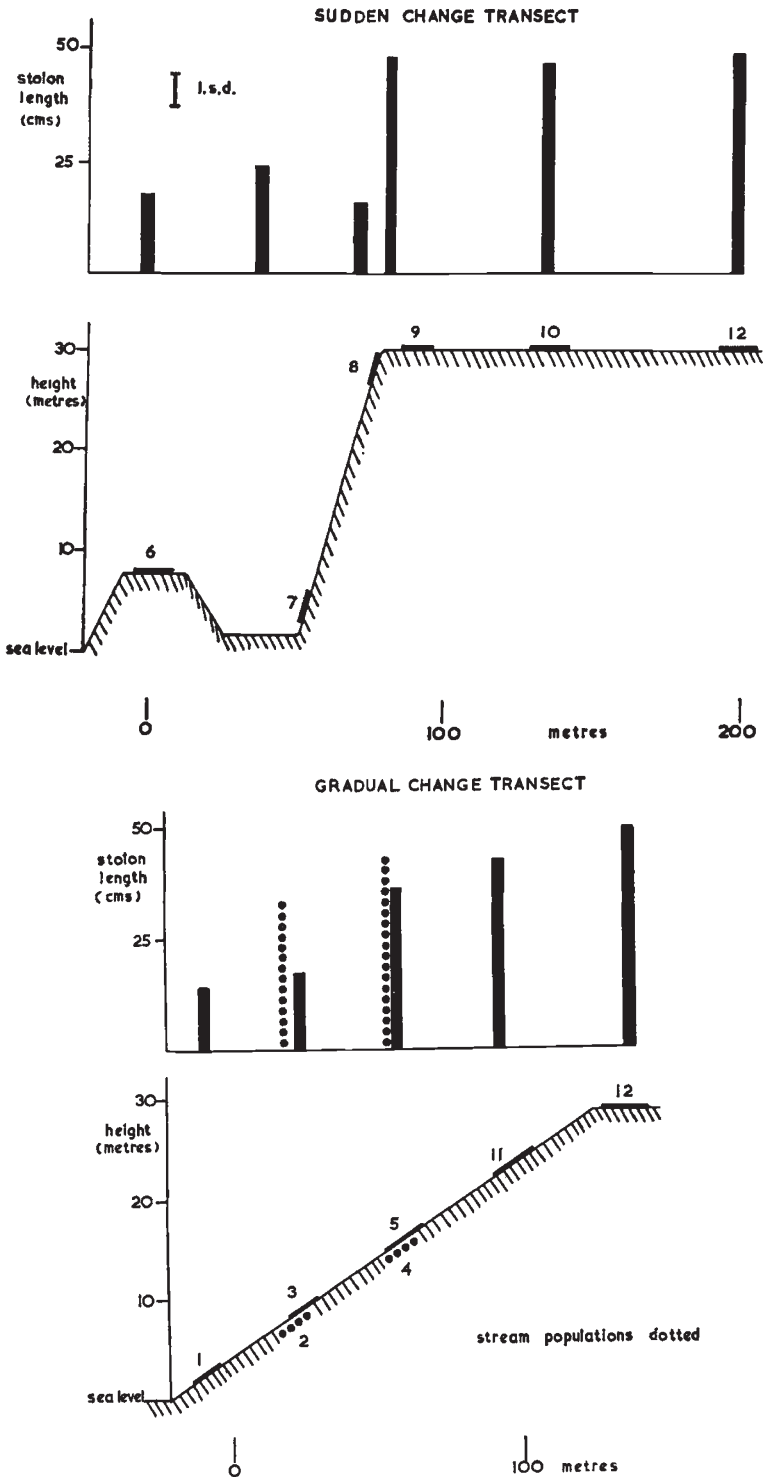 SUDDEN CHANGE TRANSECT
50
stolon
length
(cms)
l.s.d.
25
30
height
(metres)
20
10
sea level
6
7
8
9
10
12
0
100
metres
200
GRADUAL CHANGE TRANSECT
50
stolon
length
(cms)
25
30
height
(metres)
20
10
sea level
1
3
2
5
4
11
12
stream populations dotted
0
100 metres